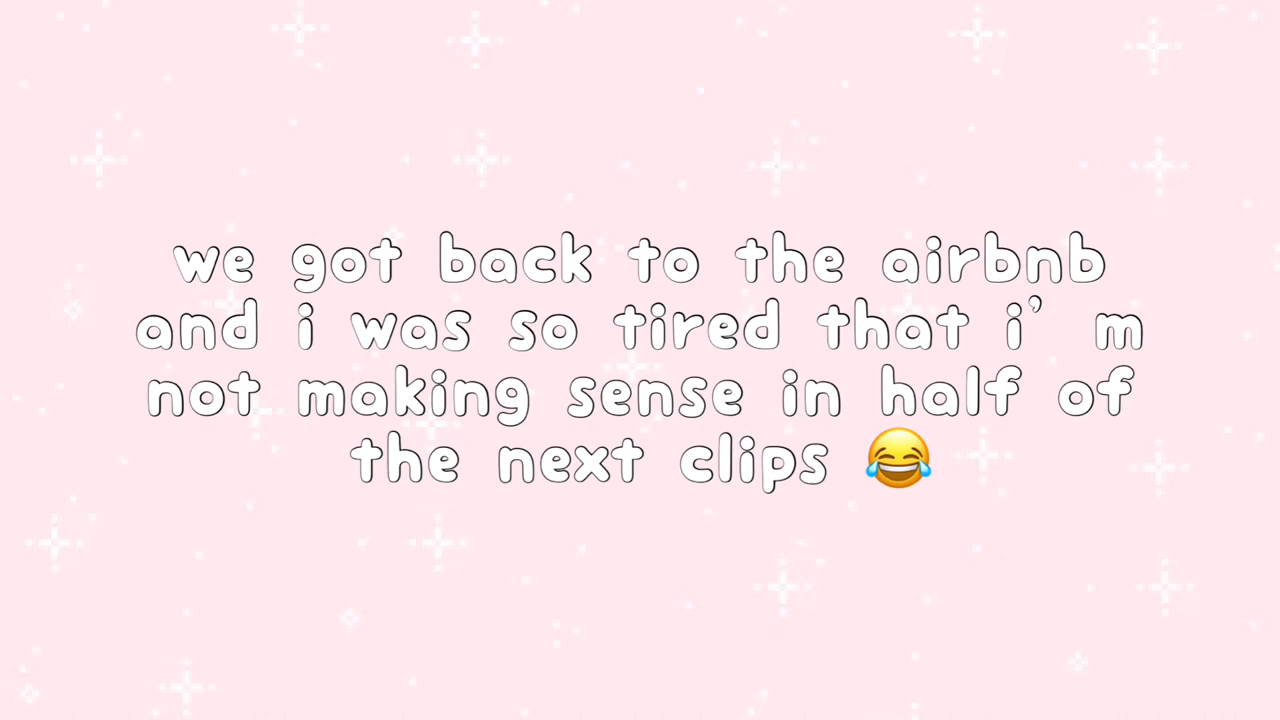 we got back to the airbnb
and i was so tired that i’ m
not making sense in half of
the next clips 😂